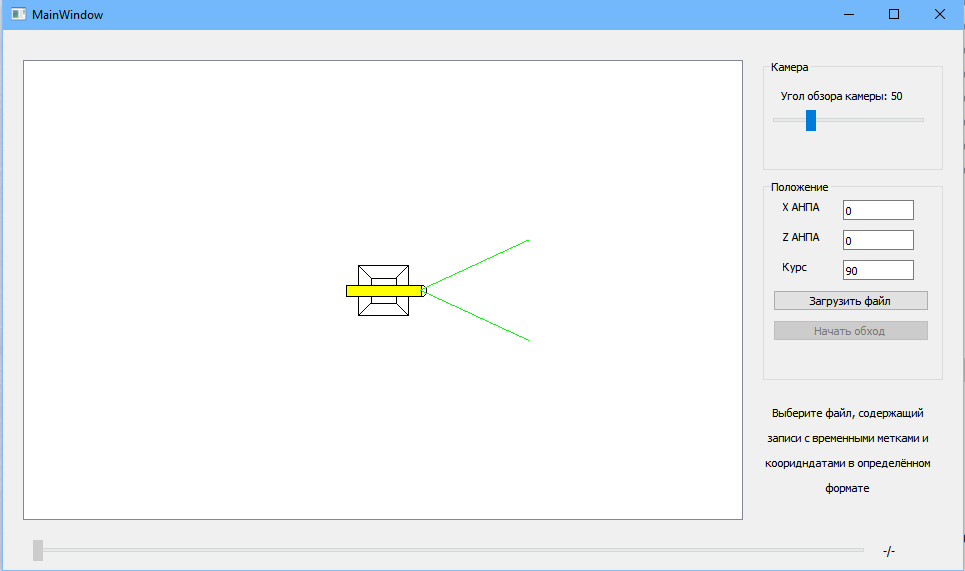 MainWindow
Камера
Угол обзора камеры: 50
Положение
X АНПА
0
Z АНПА
0
Курс
90
Загрузить файл
Начать обход
Выберите файл, содержащий
записи с временными метками и
кооридндатами в определённом
формате
-/-